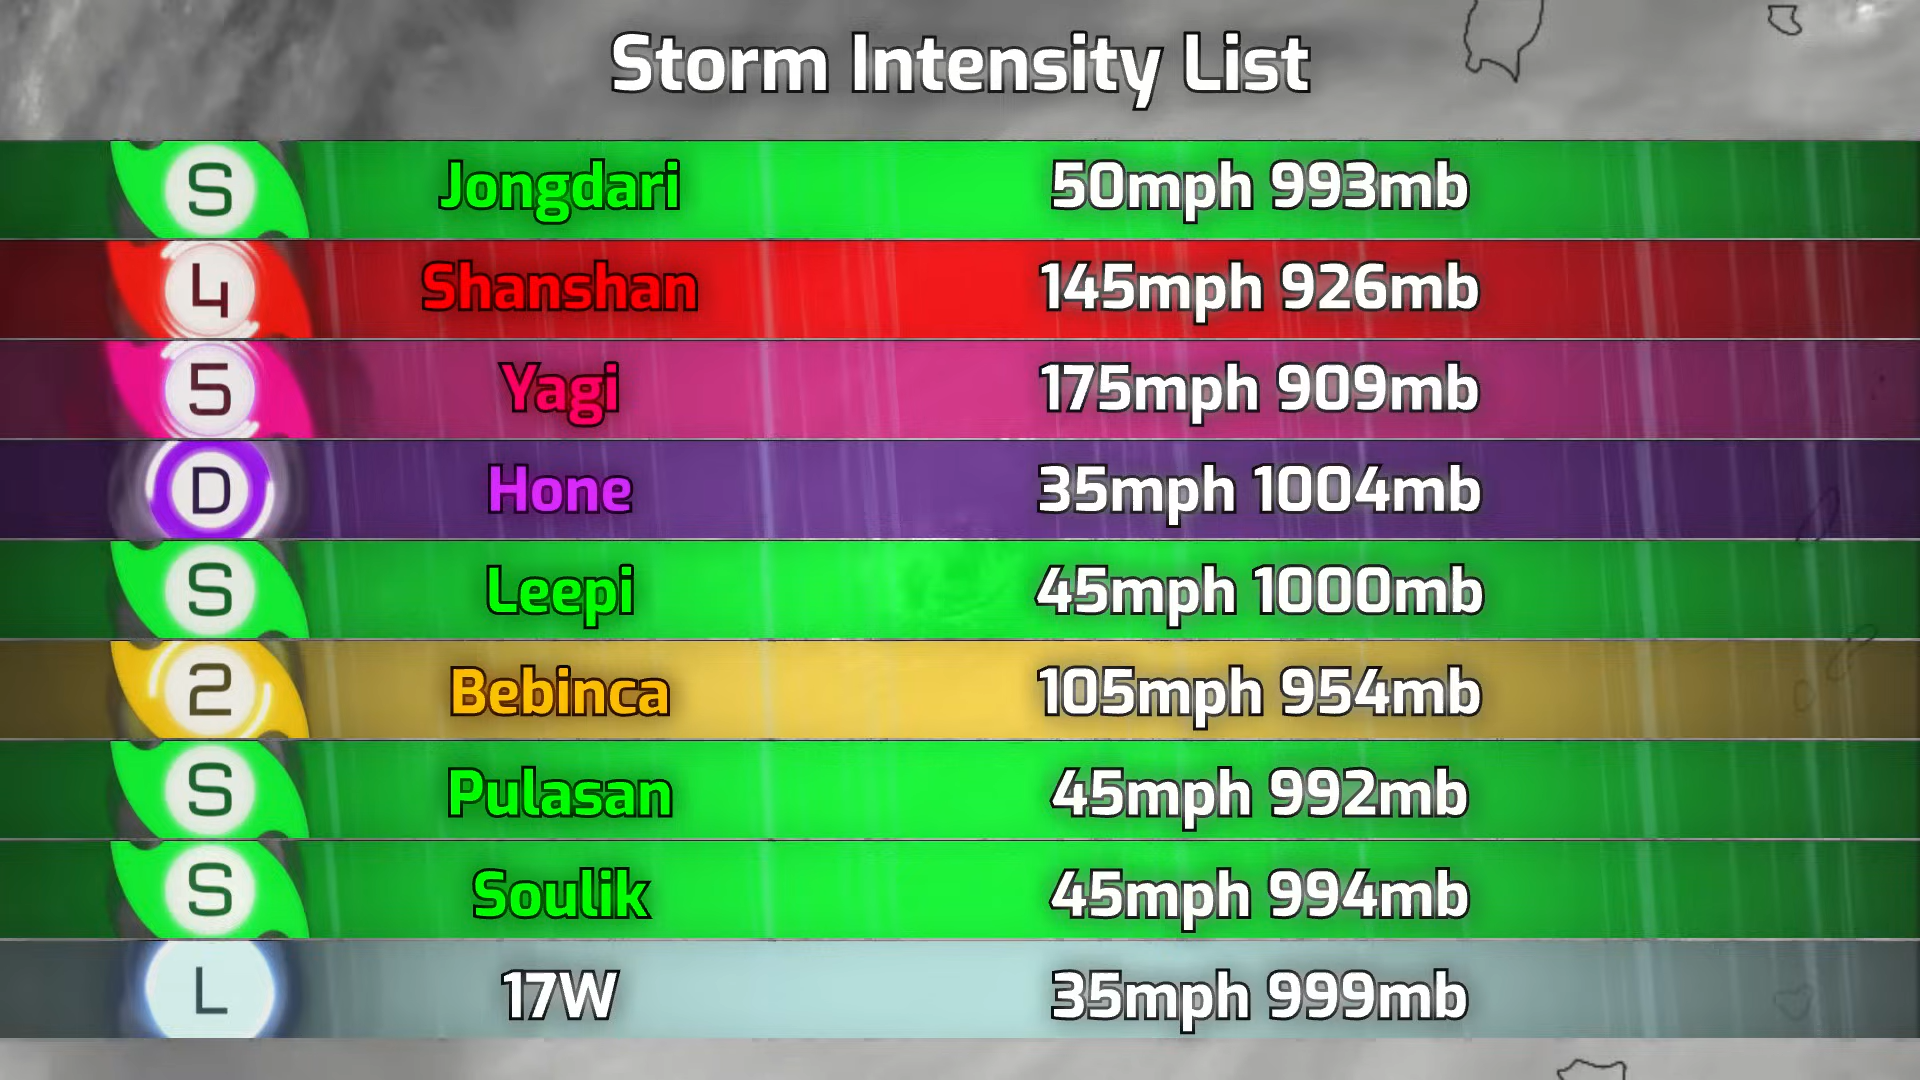 Storm Intensity List
S Jongdari 50mph 993mb
4 Shanshan 145mph 926mb
5 Yagi 175mph 909mb
D Hone 35mph 1004mb
S Leepi 45mph 1000mb
2 Bebinca 105mph 954mb
S Pulasan 45mph 992mb
S Soulik 45mph 994mb
L 17W 35mph 999mb